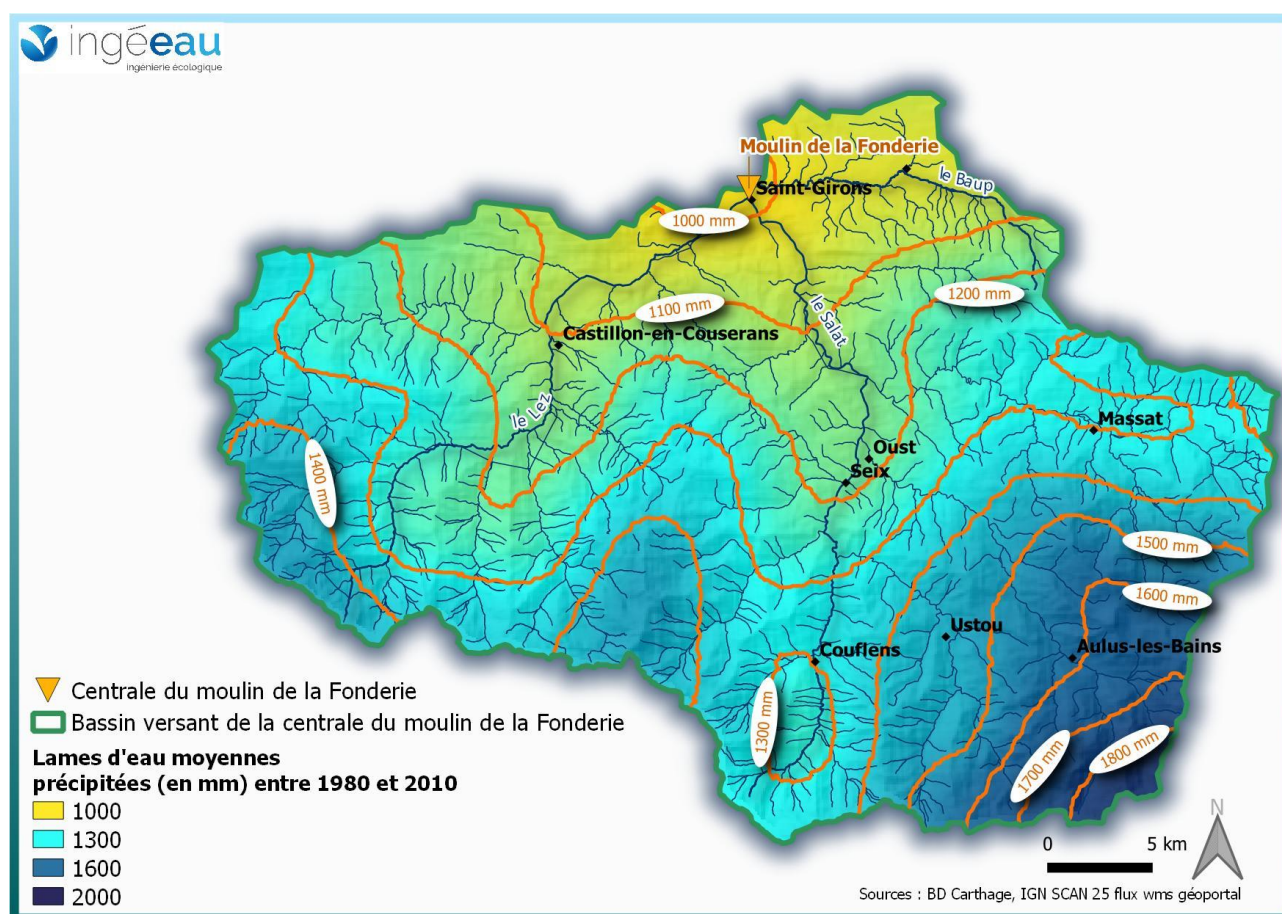 ingéeau
ingénierie écologique
Moulin de la Fonderie
le Baup
Saint-Girons
1000 mm
1200 mm
1100 mm
le Salat
Castillon-en-Couserans
le Lez
Massat
Oust
Seix
1400 mm
1500 mm
1600 mm
Ustou
Aulus-les-Bains
Couflens
1300 mm
1700 mm
1800 mm
Centrale du moulin de la Fonderie
Bassin versant de la centrale du moulin de la Fonderie
Lames d'eau moyennes
précipitées (en mm) entre 1980 et 2010
1000
1300
1600
2000
N
0 5 km
Sources : BD Carthage, IGN SCAN 25 flux wms géoportal